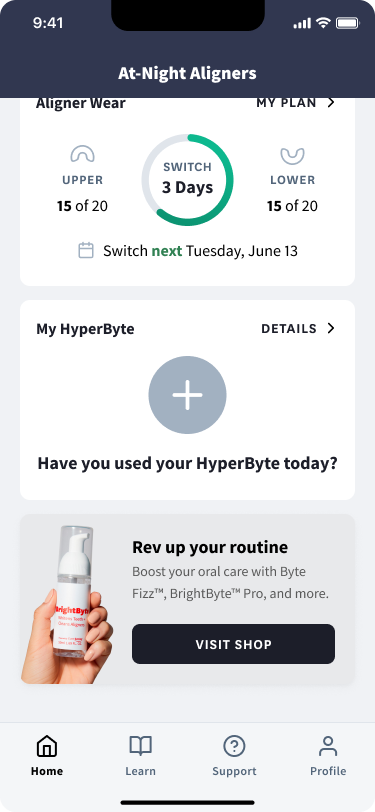 9:41
At-Night Aligners
Aligner Wear
MY PLAN
UPPER
15 of 20
SWITCH
3 Days
LOWER
15 of 20
Switch next Tuesday, June 13
My HyperByte
DETAILS
Have you used your HyperByte today?
BrightByte
Rev up your routine
Boost your oral care with Byte
Fizz™, BrightByte™ Pro, and more.
VISIT SHOP
Home
Learn
Support
Profile